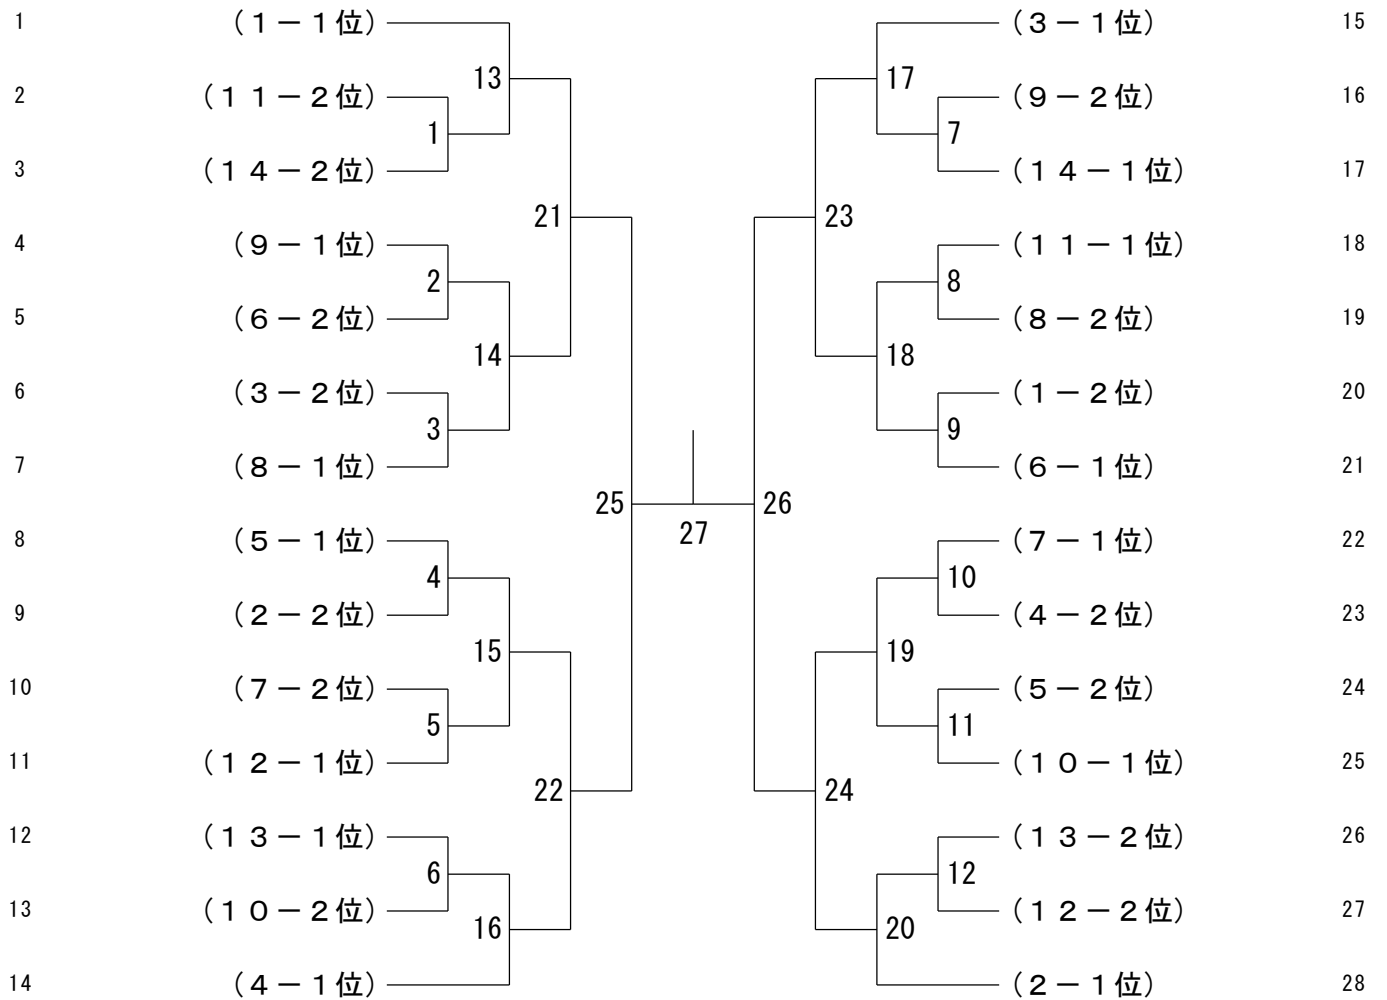 1 （１－１位） （３－１位） 15
13 17
2 （１１－２位） （９－２位） 16
1 7
3 （１４－２位） （１４－１位） 17
21 23
4 （９－１位） （１１－１位） 18
2 8
5 （６－２位） （８－２位） 19
14 18
6 （３－２位） （１－２位） 20
3 9
7 （８－１位） （６－１位） 21
25 26
27
8 （５－１位） （７－１位） 22
4 10
9 （２－２位） （４－２位） 23
15 19
10 （７－２位） （５－２位） 24
5 11
11 （１２－１位） （１０－１位） 25
22 24
12 （１３－１位） （１３－２位） 26
6 12
13 （１０－２位） （１２－２位） 27
16 20
14 （４－１位） （２－１位） 28